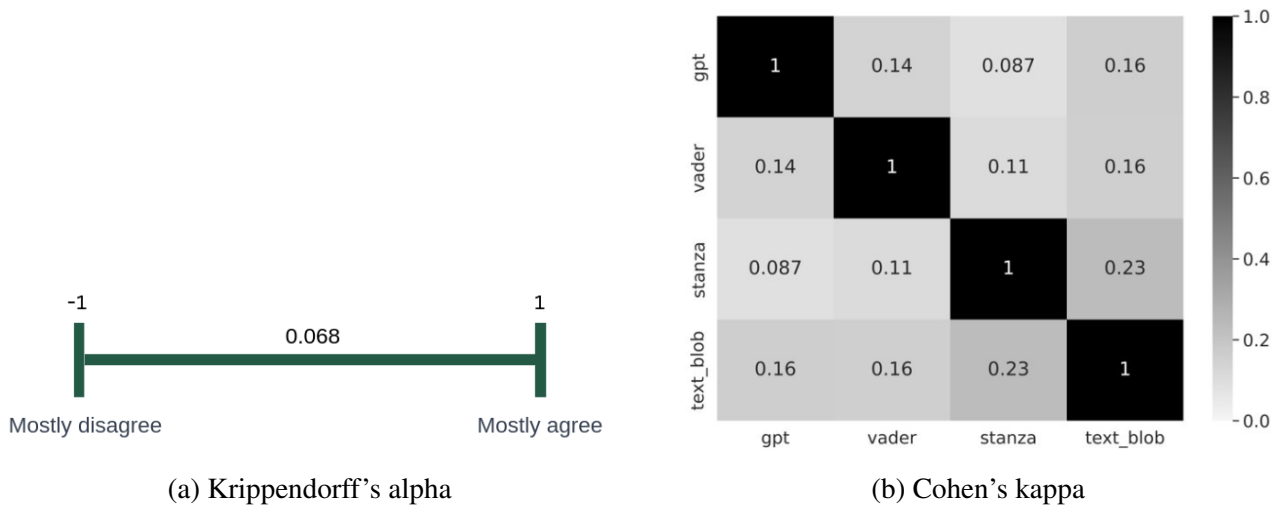 -1 1
0.068
Mostly disagree Mostly agree
(a) Krippendorff's alpha
gpt 1 0.14 0.087 0.16
vader 0.14 1 0.11 0.16
stanza 0.087 0.11 1 0.23
text_blob 0.16 0.16 0.23 1
gpt vader stanza text_blob
1.0
0.8
0.6
0.4
0.2
0.0
(b) Cohen's kappa